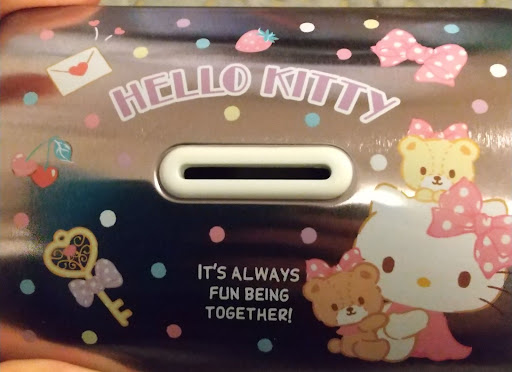 HELLO KITTY
IT'S ALWAYS
FUN BEING
TOGETHER!